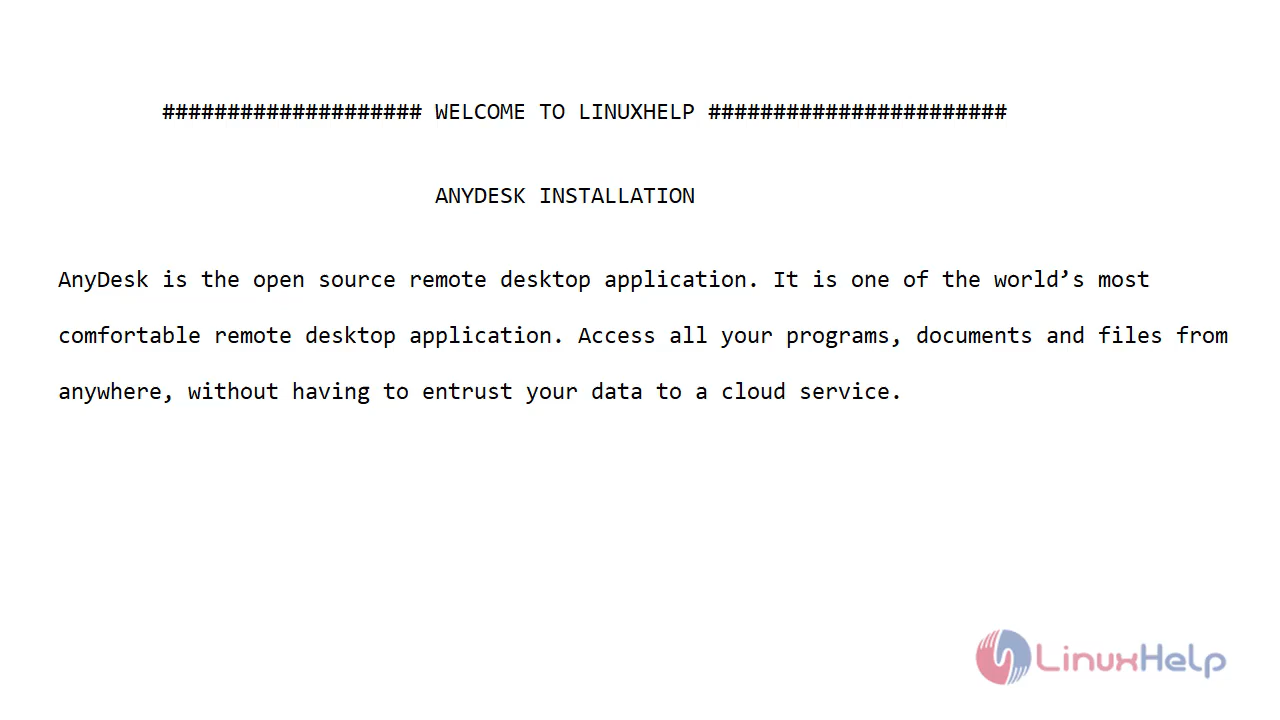 #################### WELCOME TO LINUXHELP #######################
ANYDESK INSTALLATION
AnyDesk is the open source remote desktop application. It is one of the world’s most
comfortable remote desktop application. Access all your programs, documents and files from
anywhere, without having to entrust your data to a cloud service.
LinuxHelp